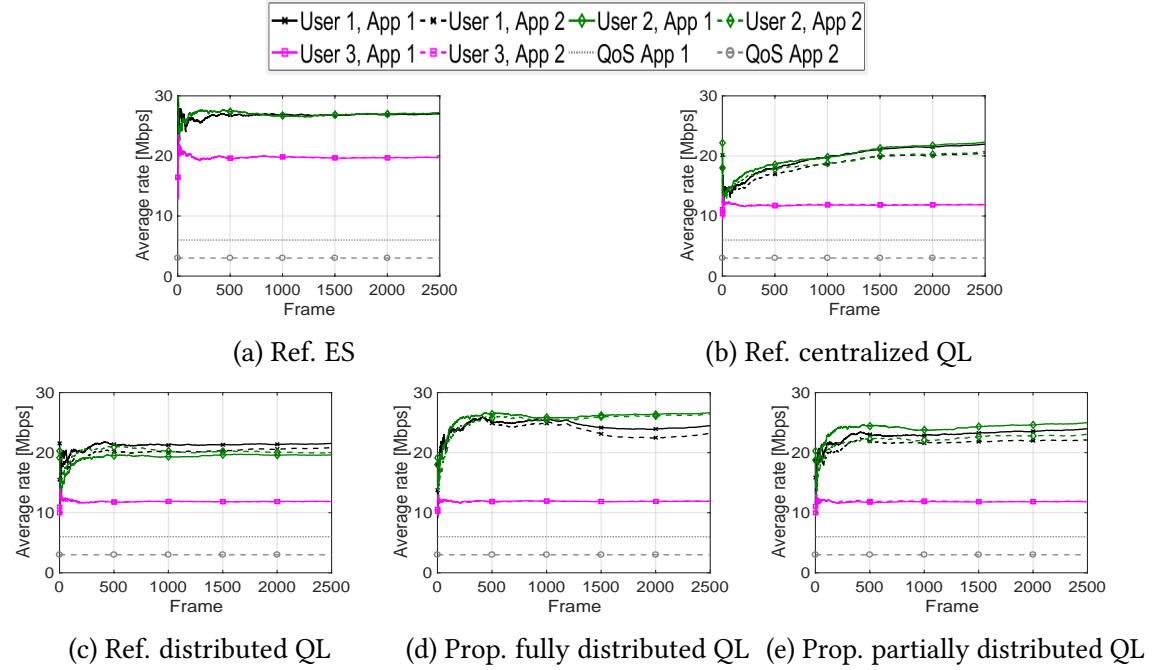 User 1, App 1 User 1, App 2 User 2, App 1 User 2, App 2
User 3, App 1 User 3, App 2 QoS App 1 QoS App 2
30
20
10
0
Average rate [Mbps]
0 500 1000 1500 2000 2500
Frame
(a) Ref. ES
30
20
10
0
Average rate [Mbps]
0 500 1000 1500 2000 2500
Frame
(b) Ref. centralized QL
30
20
10
0
Average rate [Mbps]
0 500 1000 1500 2000 2500
Frame
(c) Ref. distributed QL
30
20
10
0
Average rate [Mbps]
0 500 1000 1500 2000 2500
Frame
(d) Prop. fully distributed QL
30
20
10
0
Average rate [Mbps]
0 500 1000 1500 2000 2500
Frame
(e) Prop. partially distributed QL